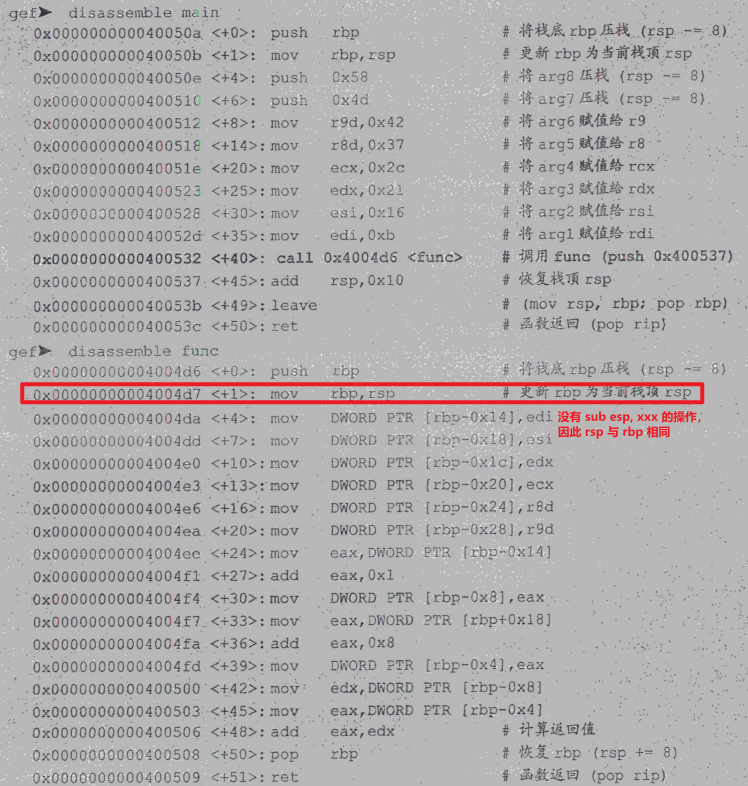 gef➤ disassemble main
0x000000000040050a <+0>: push rbp # 将栈底 rbp 压栈 (rsp -= 8)
0x000000000040050b <+1>: mov rbp,rsp # 更新 rbp 为当前栈顶 rsp
0x000000000040050e <+4>: push 0x58 # 将 arg8 压栈 (rsp -= 8)
0x0000000000400510 <+6>: push 0x4d # 将 arg7 压栈 (rsp -= 8)
0x0000000000400512 <+8>: mov r9d,0x42 # 将 arg6 赋值给 r9
0x0000000000400518 <+14>: mov r8d,0x37 # 将 arg5 赋值给 r8
0x000000000040051e <+20>: mov ecx,0x2c # 将 arg4 赋值给 rcx
0x0000000000400523 <+25>: mov edx,0x21 # 将 arg3 赋值给 rdx
0x0000000000400528 <+30>: mov esi,0x16 # 将 arg2 赋值给 rsi
0x000000000040052d <+35>: mov edi,0xb # 将 arg1 赋值给 rdi
0x0000000000400532 <+40>: call 0x4004d6 <func> # 调用 func (push 0x400537)
0x0000000000400537 <+45>: add rsp,0x10 # 恢复栈顶 rsp
0x000000000040053b <+49>: leave # (mov rsp, rbp; pop rbp)
0x000000000040053c <+50>: ret # 函数返回 (pop rip)
gef➤ disassemble func
0x00000000004004d6 <+0>: push rbp # 将栈底 rbp 压栈 (rsp -= 8)
0x00000000004004d7 <+1>: mov rbp,rsp # 更新 rbp 为当前栈顶 rsp
0x00000000004004da <+4>: mov DWORD PTR [rbp-0x14],edi 没有 sub esp, xxx 的操作,
0x00000000004004dd <+7>: mov DWORD PTR [rbp-0x18],esi 因此 rsp 与 rbp 相同
0x00000000004004e0 <+10>: mov DWORD PTR [rbp-0x1c],edx
0x00000000004004e3 <+13>: mov DWORD PTR [rbp-0x20],ecx
0x00000000004004e6 <+16>: mov DWORD PTR [rbp-0x24],r8d
0x00000000004004ea <+20>: mov DWORD PTR [rbp-0x28],r9d
0x00000000004004ee <+24>: mov eax,DWORD PTR [rbp-0x14]
0x00000000004004f1 <+27>: add eax,0x1
0x00000000004004f4 <+30>: mov DWORD PTR [rbp-0x8],eax
0x00000000004004f7 <+33>: mov eax,DWORD PTR [rbp+0x18]
0x00000000004004fa <+36>: add eax,0x8
0x00000000004004fd <+39>: mov DWORD PTR [rbp-0x4],eax
0x0000000000400500 <+42>: mov edx,DWORD PTR [rbp-0x8]
0x0000000000400503 <+45>: mov eax,DWORD PTR [rbp-0x4]
0x0000000000400506 <+48>: add eax,edx # 计算返回值
0x0000000000400508 <+50>: pop rbp # 恢复 rbp (rsp += 8)
0x0000000000400509 <+51>: ret # 函数返回 (pop rip)